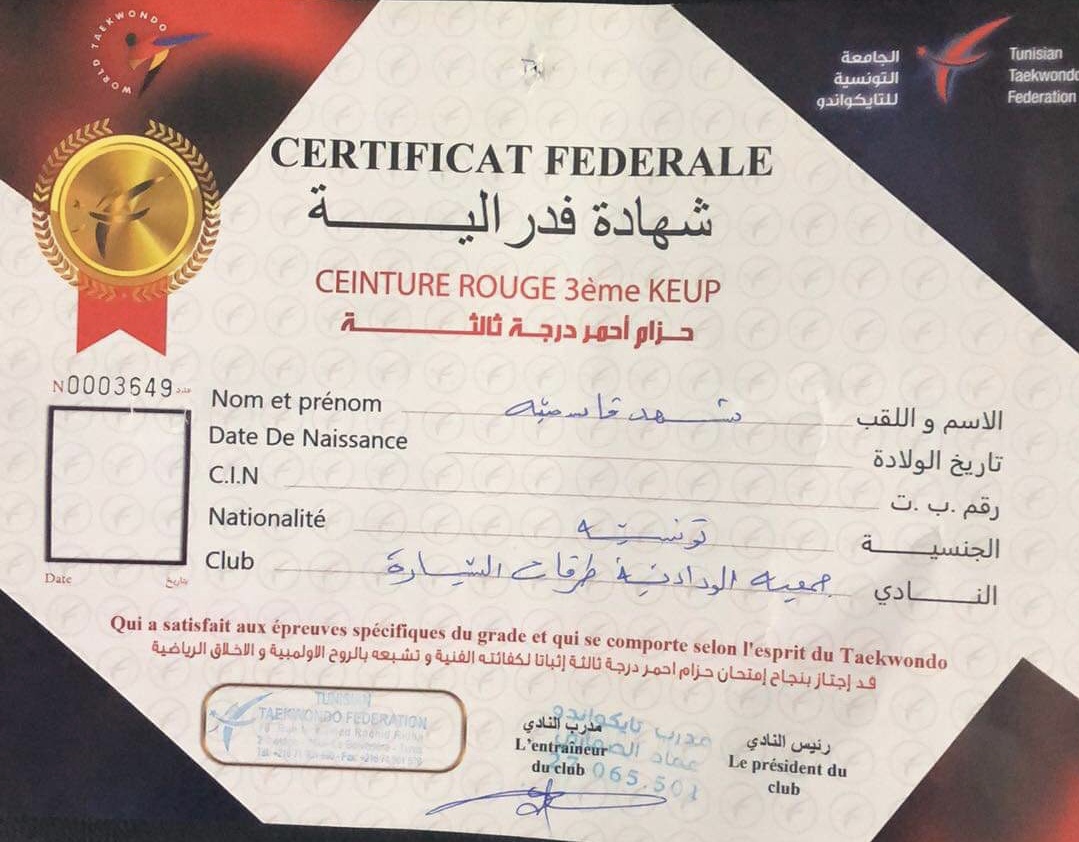 WORLD TAEKWONDO
الجامعة
التونسية
للتايكواندو
Tunisian
Taekwondo
Federation
CERTIFICAT FEDERALE
شهادة فدرالية
CEINTURE ROUGE 3ème KEUP
حزام أحمر درجة ثالثة
N0003649 عدد
Nom et prénom شهد قاسمية الاسم و اللقب
Date De Naissance تاريخ الولادة
C.I.N رقم .ب .ت
Nationalité تونسية الجنسية
Club جمعية الودادية طرقات السيارة النادي
Date تاريخ
Qui a satisfait aux épreuves spécifiques du grade et qui se comporte selon l'esprit du Taekwondo
قد إجتاز بنجاح إمتحان حزام احمر درجة ثالثة إثباتا لكفائته الفنية و تشبعه بالروح الاولمبية و الاخلاق الرياضية
TUNISIAN
TAEKWONDO FEDERATION
مدرب تايكواندو
عماد
27.065.501
مدرب النادي
L'entraîneur
du club
رئيس النادي
Le président du
club